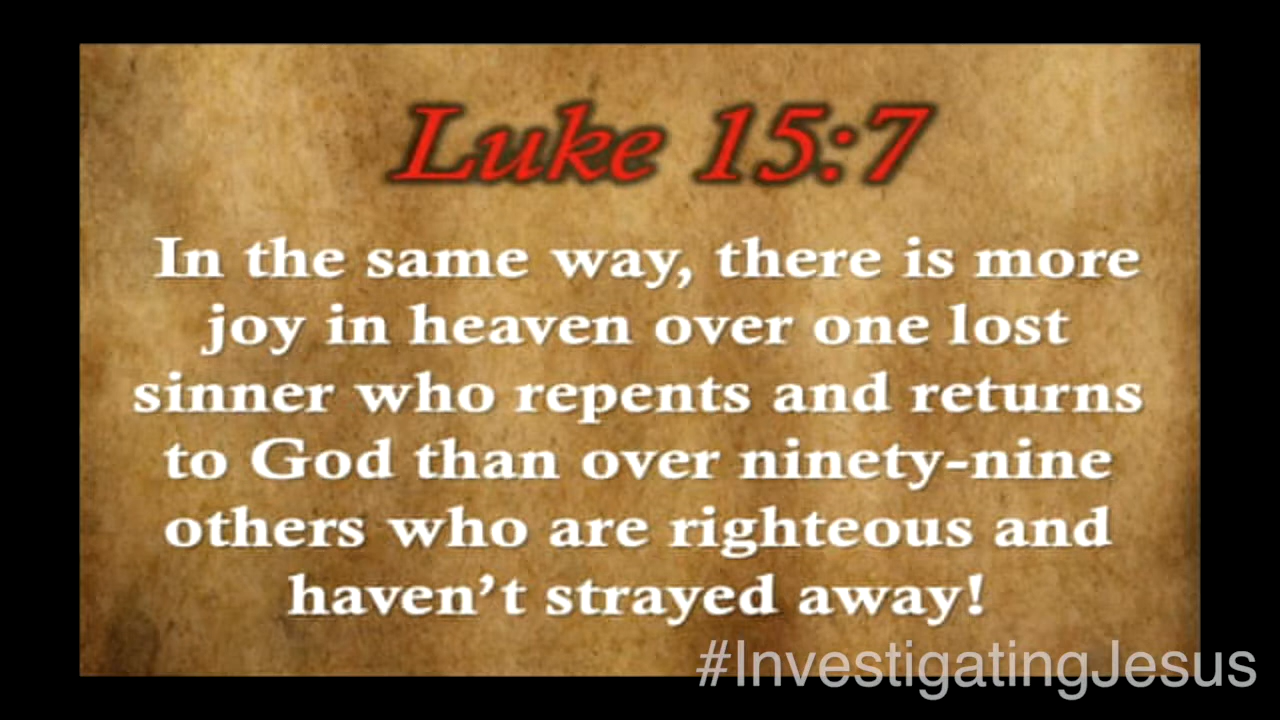 Luke 15:7
In the same way, there is more
joy in heaven over one lost
sinner who repents and returns
to God than over ninety-nine
others who are righteous and
haven’t strayed away!
#InvestigatingJesus